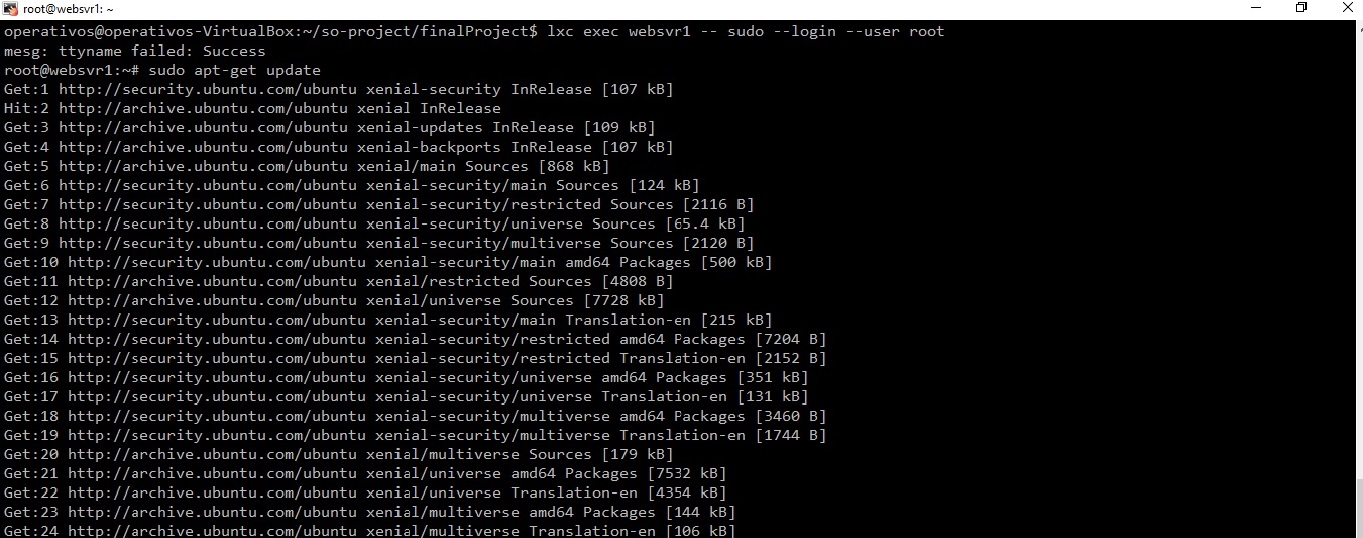 root@websvr1: ~
operativos@operativos-VirtualBox:~/so-project/finalProject$ lxc exec websvr1 -- sudo --login --user root
mesg: ttyname failed: Success
root@websvr1:~# sudo apt-get update
Get:1 http://security.ubuntu.com/ubuntu xenial-security InRelease [107 kB]
Hit:2 http://archive.ubuntu.com/ubuntu xenial InRelease
Get:3 http://archive.ubuntu.com/ubuntu xenial-updates InRelease [109 kB]
Get:4 http://archive.ubuntu.com/ubuntu xenial-backports InRelease [107 kB]
Get:5 http://archive.ubuntu.com/ubuntu xenial/main Sources [868 kB]
Get:6 http://security.ubuntu.com/ubuntu xenial-security/main Sources [124 kB]
Get:7 http://security.ubuntu.com/ubuntu xenial-security/restricted Sources [2116 B]
Get:8 http://security.ubuntu.com/ubuntu xenial-security/universe Sources [65.4 kB]
Get:9 http://security.ubuntu.com/ubuntu xenial-security/multiverse Sources [2120 B]
Get:10 http://security.ubuntu.com/ubuntu xenial-security/main amd64 Packages [500 kB]
Get:11 http://archive.ubuntu.com/ubuntu xenial/restricted Sources [4808 B]
Get:12 http://archive.ubuntu.com/ubuntu xenial/universe Sources [7728 kB]
Get:13 http://security.ubuntu.com/ubuntu xenial-security/main Translation-en [215 kB]
Get:14 http://security.ubuntu.com/ubuntu xenial-security/restricted amd64 Packages [7204 B]
Get:15 http://security.ubuntu.com/ubuntu xenial-security/restricted Translation-en [2152 B]
Get:16 http://security.ubuntu.com/ubuntu xenial-security/universe amd64 Packages [351 kB]
Get:17 http://security.ubuntu.com/ubuntu xenial-security/universe Translation-en [131 kB]
Get:18 http://security.ubuntu.com/ubuntu xenial-security/multiverse amd64 Packages [3460 B]
Get:19 http://security.ubuntu.com/ubuntu xenial-security/multiverse Translation-en [1744 B]
Get:20 http://archive.ubuntu.com/ubuntu xenial/multiverse Sources [179 kB]
Get:21 http://archive.ubuntu.com/ubuntu xenial/universe amd64 Packages [7532 kB]
Get:22 http://archive.ubuntu.com/ubuntu xenial/universe Translation-en [4354 kB]
Get:23 http://archive.ubuntu.com/ubuntu xenial/multiverse amd64 Packages [144 kB]
Get:24 http://archive.ubuntu.com/ubuntu xenial/multiverse Translation-en [106 kB]